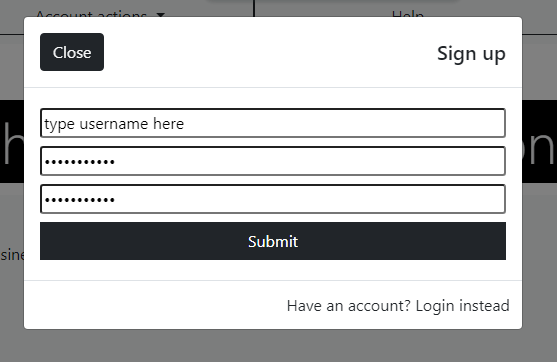 Account actions
Help
Close
Sign up
type username here
•••••••••••
•••••••••••
Submit
Have an account? Login instead